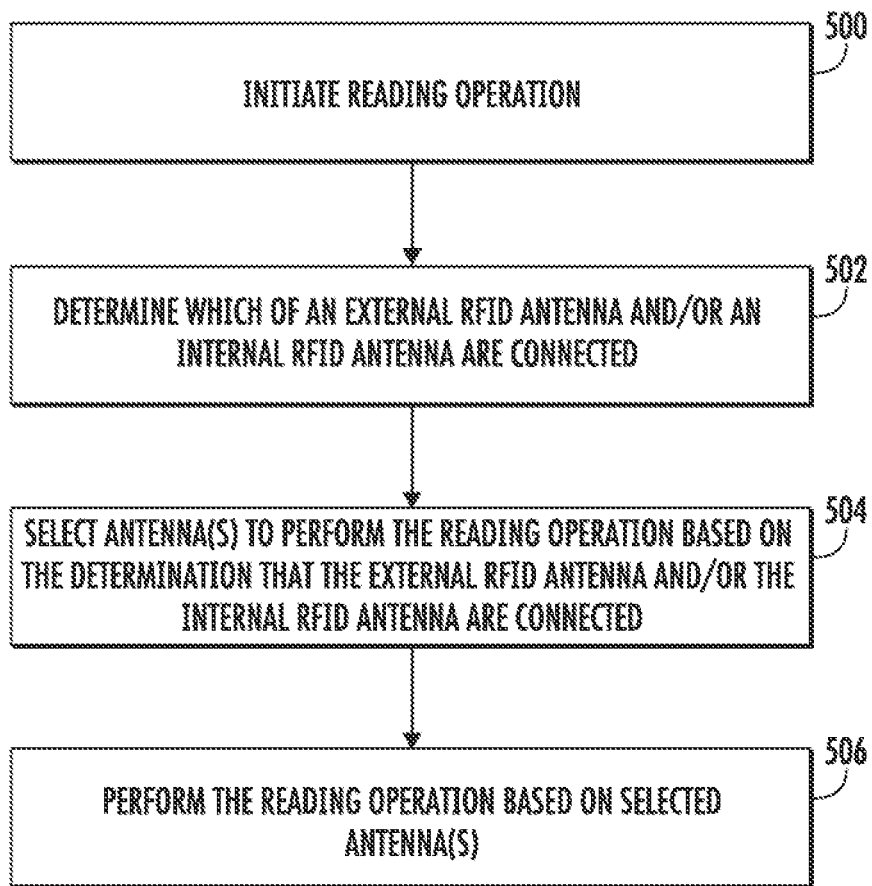 500
INITIATE READING OPERATION
502
DETERMINE WHICH OF AN EXTERNAL RFID ANTENNA AND/OR AN
INTERNAL RFID ANTENNA ARE CONNECTED
504
SELECT ANTENNA(S) TO PERFORM THE READING OPERATION BASED ON
THE DETERMINATION THAT THE EXTERNAL RFID ANTENNA AND/OR THE
INTERNAL RFID ANTENNA ARE CONNECTED
506
PERFORM THE READING OPERATION BASED ON SELECTED
ANTENNA(S)